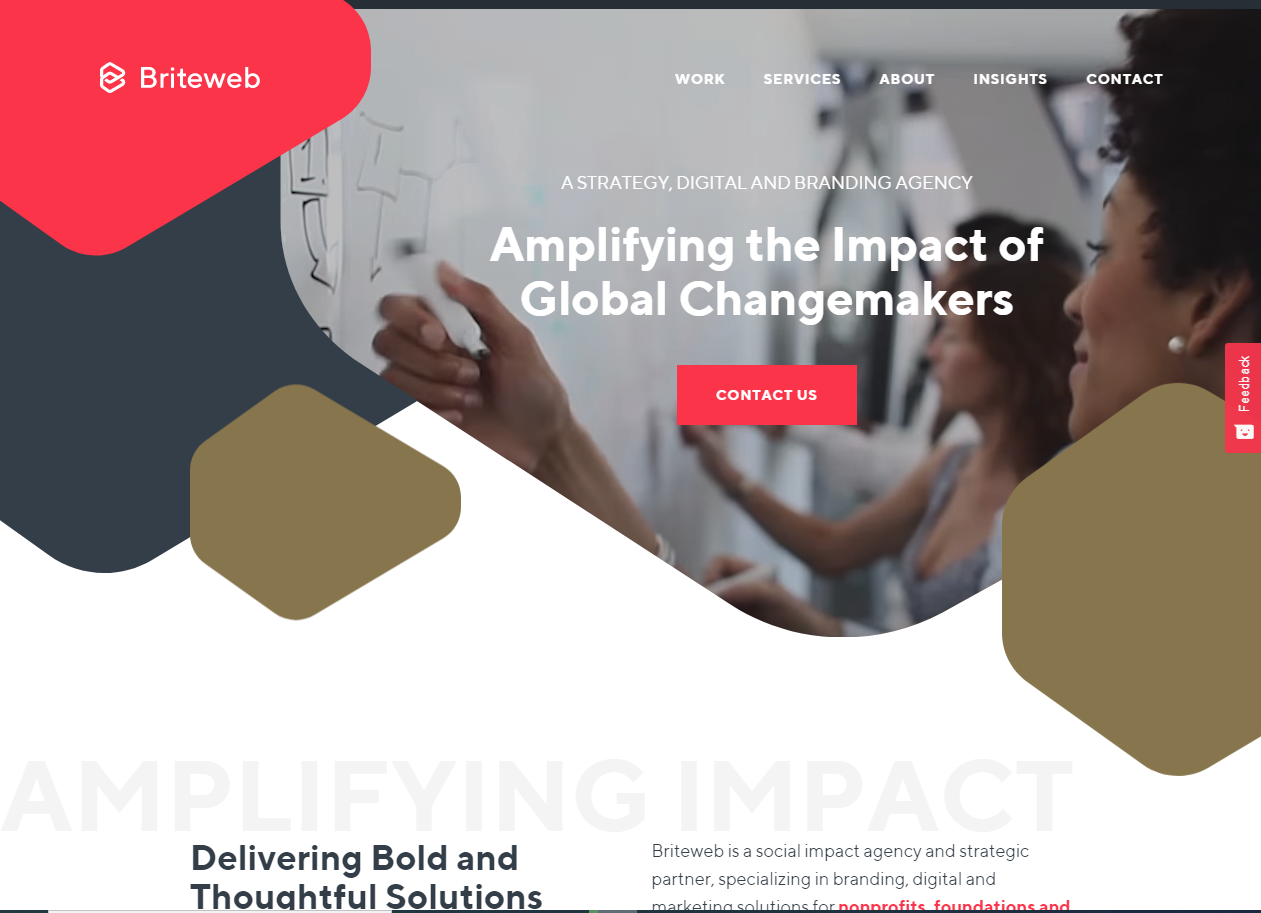 Briteweb
WORK SERVICES ABOUT INSIGHTS CONTACT
A STRATEGY, DIGITAL AND BRANDING AGENCY
Amplifying the Impact of
Global Changemakers
CONTACT US
Feedback
AMPLIFYING IMPACT
Delivering Bold and
Thoughtful Solutions
Briteweb is a social impact agency and strategic
partner, specializing in branding, digital and
marketing solutions for nonprofits, foundations and